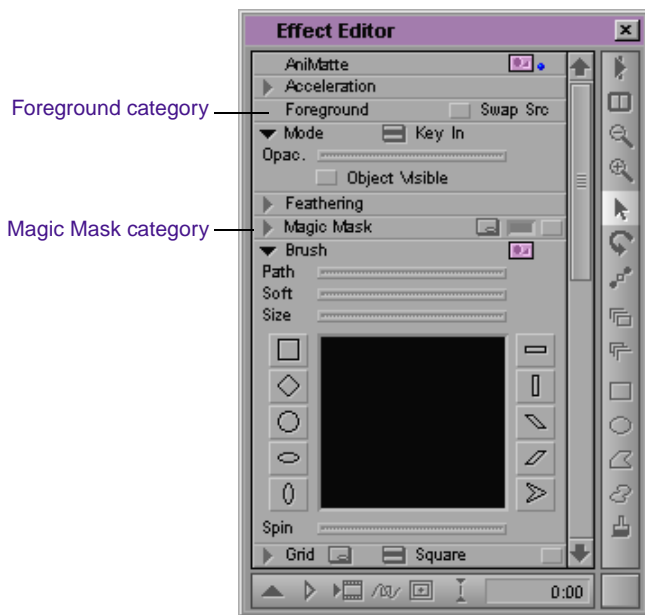 Effect Editor
AniMatte
Acceleration
Foreground category
Foreground Swap Src
Mode Key In
Opac.
Object Visible
Feathering
Magic Mask category
Magic Mask
Brush
Path
Soft
Size
Spin
Grid Square
0:00